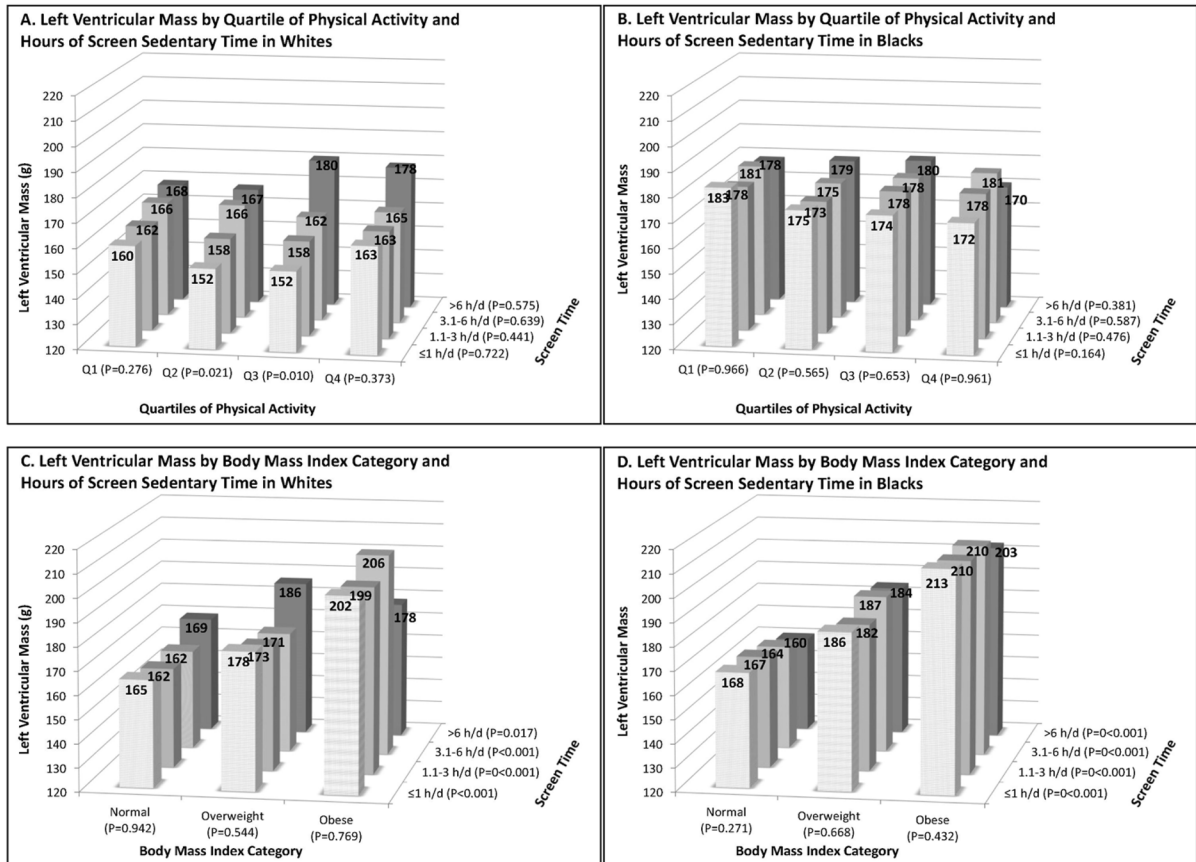 A. Left Ventricular Mass by Quartile of Physical Activity and
Hours of Screen Sedentary Time in Whites
Left Ventricular Mass (g)
220
210
200
190
180
170
160
150
140
130
120
160
162
166
168
152
158
166
167
152
158
162
180
163
163
165
178
>6 h/d (P=0.575)
3.1-6 h/d (P=0.639)
1.1-3 h/d (P=0.441)
≤1 h/d (P=0.722)
Screen Time
Q1 (P=0.276)
Q2 (P=0.021)
Q3 (P=0.010)
Q4 (P=0.373)
Quartiles of Physical Activity
B. Left Ventricular Mass by Quartile of Physical Activity and
Hours of Screen Sedentary Time in Blacks
Left Ventricular Mass
220
210
200
190
180
170
160
150
140
130
120
183
178
181
178
175
173
175
179
174
178
178
180
172
178
181
170
>6 h/d (P=0.381)
3.1-6 h/d (P=0.587)
1.1-3 h/d (P=0.476)
≤1 h/d (P=0.164)
Screen Time
Q1 (P=0.966)
Q2 (P=0.565)
Q3 (P=0.653)
Q4 (P=0.961)
Quartiles of Physical Activity
C. Left Ventricular Mass by Body Mass Index Category and
Hours of Screen Sedentary Time in Whites
Left Ventricular Mass (g)
220
210
200
190
180
170
160
150
140
130
120
165
162
162
169
178
173
171
186
202
199
206
178
>6 h/d (P=0.017)
3.1-6 h/d (P<0.001)
1.1-3 h/d (P=0<0.001)
≤1 h/d (P<0.001)
Screen Time
Normal
(P=0.942)
Overweight
(P=0.544)
Obese
(P=0.769)
Body Mass Index Category
D. Left Ventricular Mass by Body Mass Index Category and
Hours of Screen Sedentary Time in Blacks
Left Ventricular Mass
220
210
200
190
180
170
160
150
140
130
120
168
167
164
160
186
182
187
184
213
210
210
203
>6 h/d (P=0<0.001)
3.1-6 h/d (P=0<0.001)
1.1-3 h/d (P=0<0.001)
≤1 h/d (P=0<0.001)
Screen Time
Normal
(P=0.271)
Overweight
(P=0.668)
Obese
(P=0.432)
Body Mass Index Category